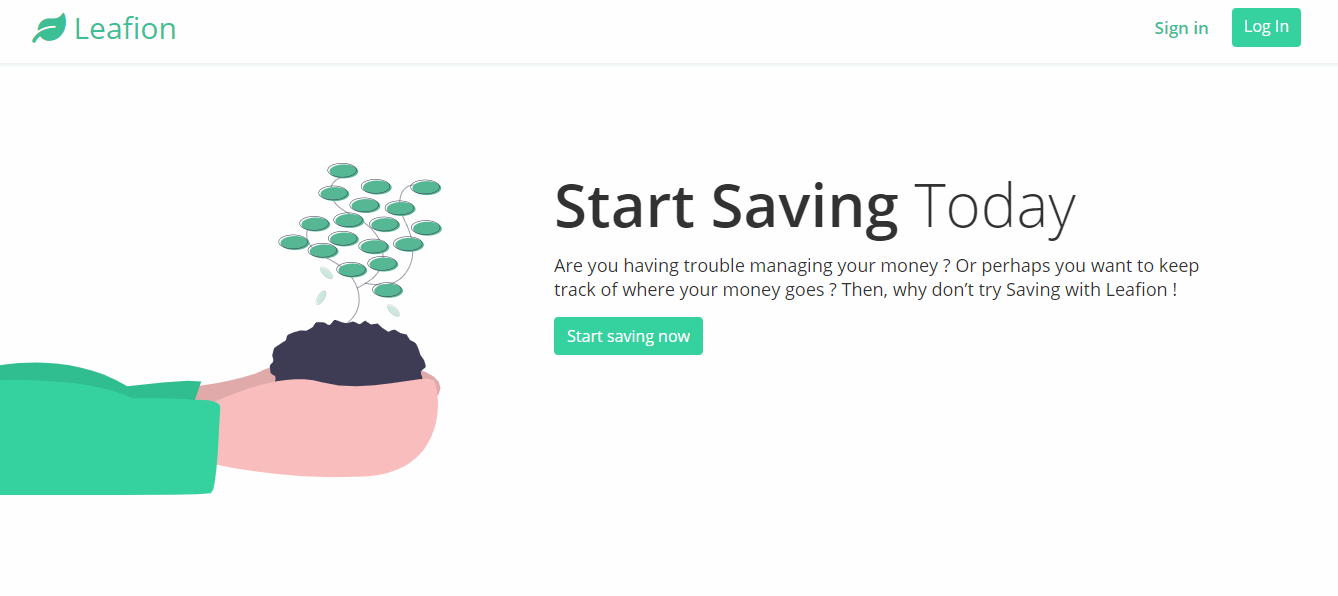 Leafion
Sign in
Log In
Start Saving Today
Are you having trouble managing your money ? Or perhaps you want to keep
track of where your money goes ? Then, why don’t try Saving with Leafion !
Start saving now